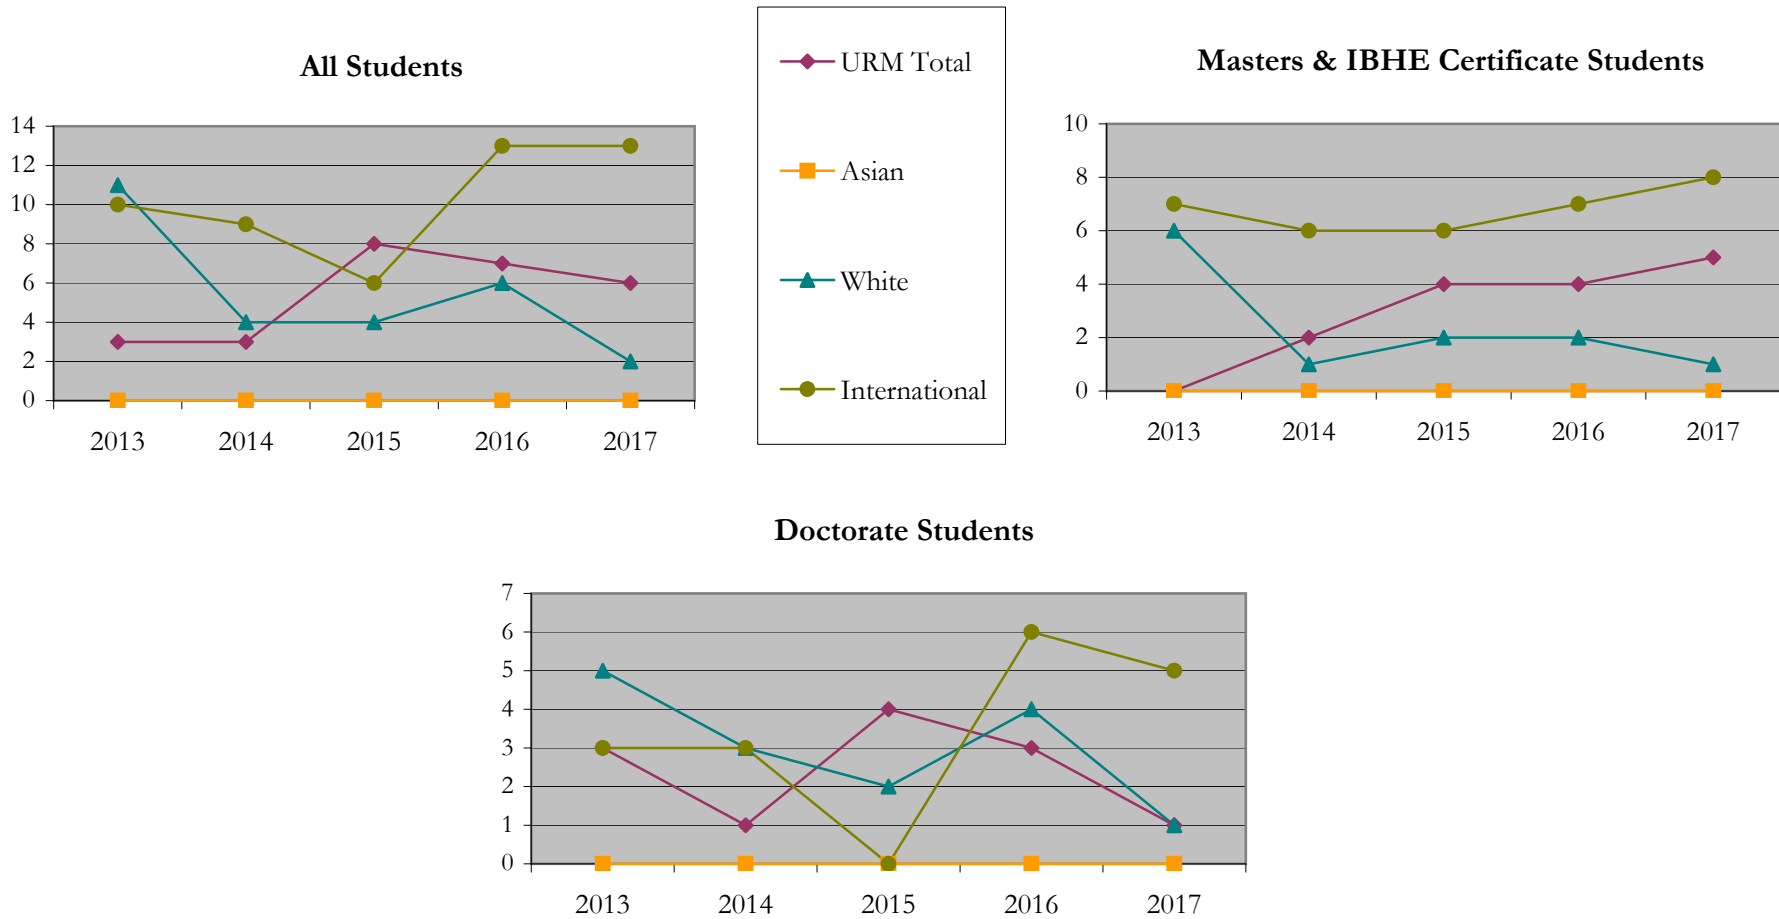 All Students
14
12
10
8
6
4
2
0
2013 2014 2015 2016 2017
URM Total
Asian
White
International
Masters & IBHE Certificate Students
10
8
6
4
2
0
2013 2014 2015 2016 2017
Doctorate Students
7
6
5
4
3
2
1
0
2013 2014 2015 2016 2017